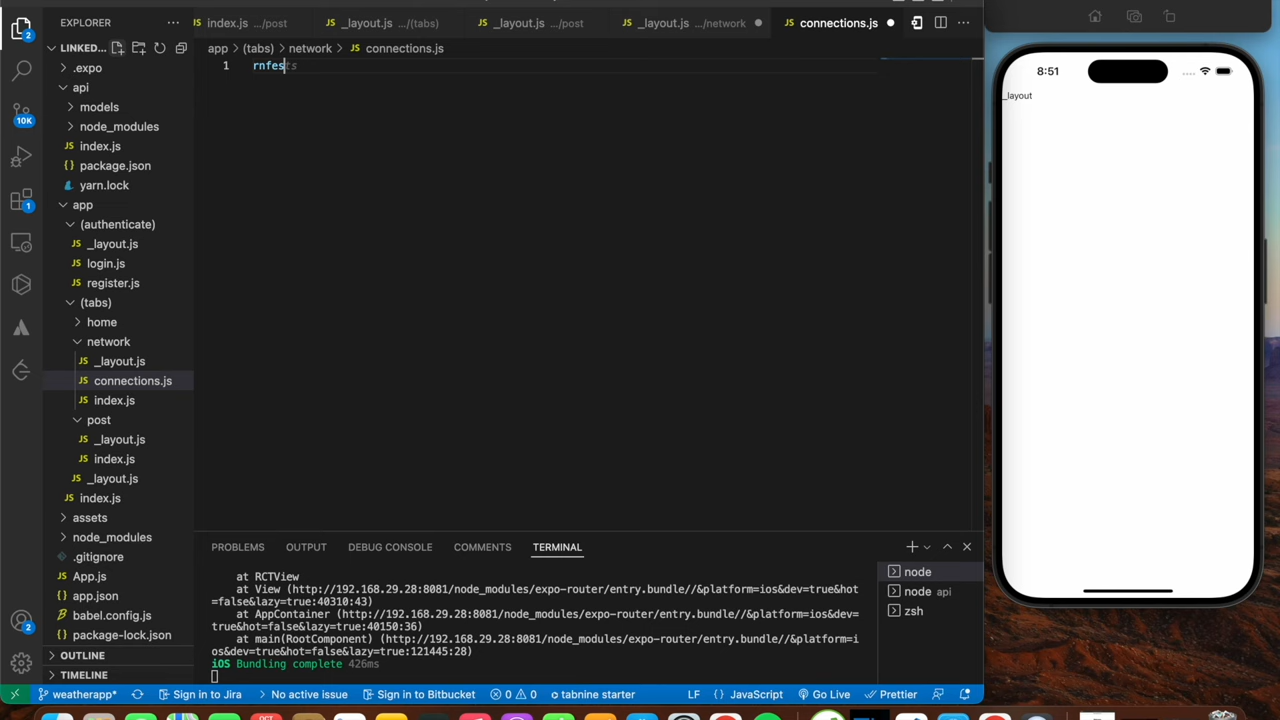 EXPLORER
LINKED...
.expo
api
models
node_modules
index.js
package.json
yarn.lock
app
(authenticate)
_layout.js
login.js
register.js
(tabs)
home
network
_layout.js
connections.js
index.js
post
_layout.js
index.js
_layout.js
index.js
assets
node_modules
.gitignore
App.js
app.json
babel.config.js
package-lock.json
OUTLINE
TIMELINE
index.js .../post
_layout.js .../(tabs)
_layout.js .../post
_layout.js .../network
connections.js
app > (tabs) > network > connections.js
1 rnfests
PROBLEMS OUTPUT DEBUG CONSOLE COMMENTS TERMINAL
at RCTView
at View (http://192.168.29.28:8081/node_modules/expo-router/entry.bundle//&platform=ios&dev=true&hot
=false&lazy=true:40310:43)
at AppContainer (http://192.168.29.28:8081/node_modules/expo-router/entry.bundle//&platform=ios&dev=
true&hot=false&lazy=true:40150:36)
at main(RootComponent) (http://192.168.29.28:8081/node_modules/expo-router/entry.bundle//&platform=i
os&dev=true&hot=false&lazy=true:121445:28)
iOS Bundling complete 426ms
node
node api
zsh
2
10K
1
2
weatherapp* Sign in to Jira No active issue Sign in to Bitbucket 0 0 tabnine starter LF {} JavaScript Go Live Prettier
8:51
_layout